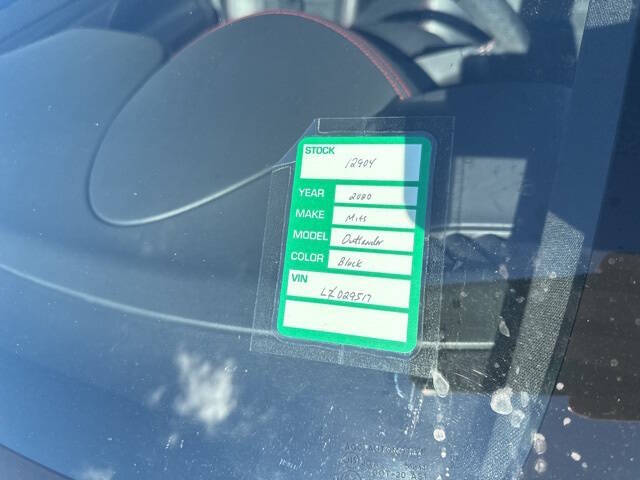 STOCK
12904
YEAR 2020
MAKE Mits
MODEL Outlander
COLOR Black
VIN
LZ029517